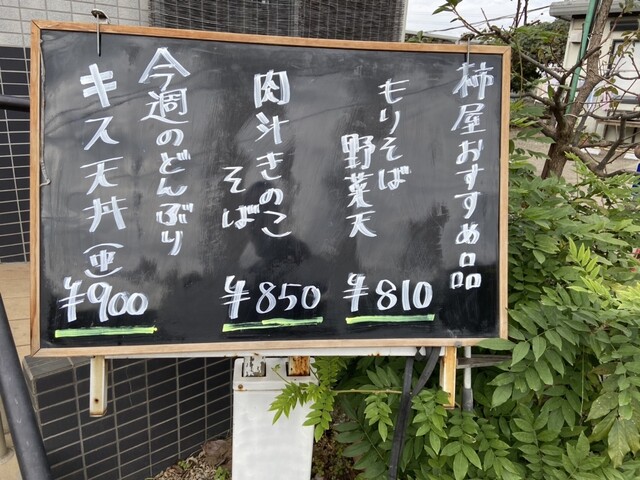 柿屋おすすめ品
もりそば
野菜天
¥810
肉汁きのこ
そば
¥850
今週のどんぶり
キス天丼(中)
¥900